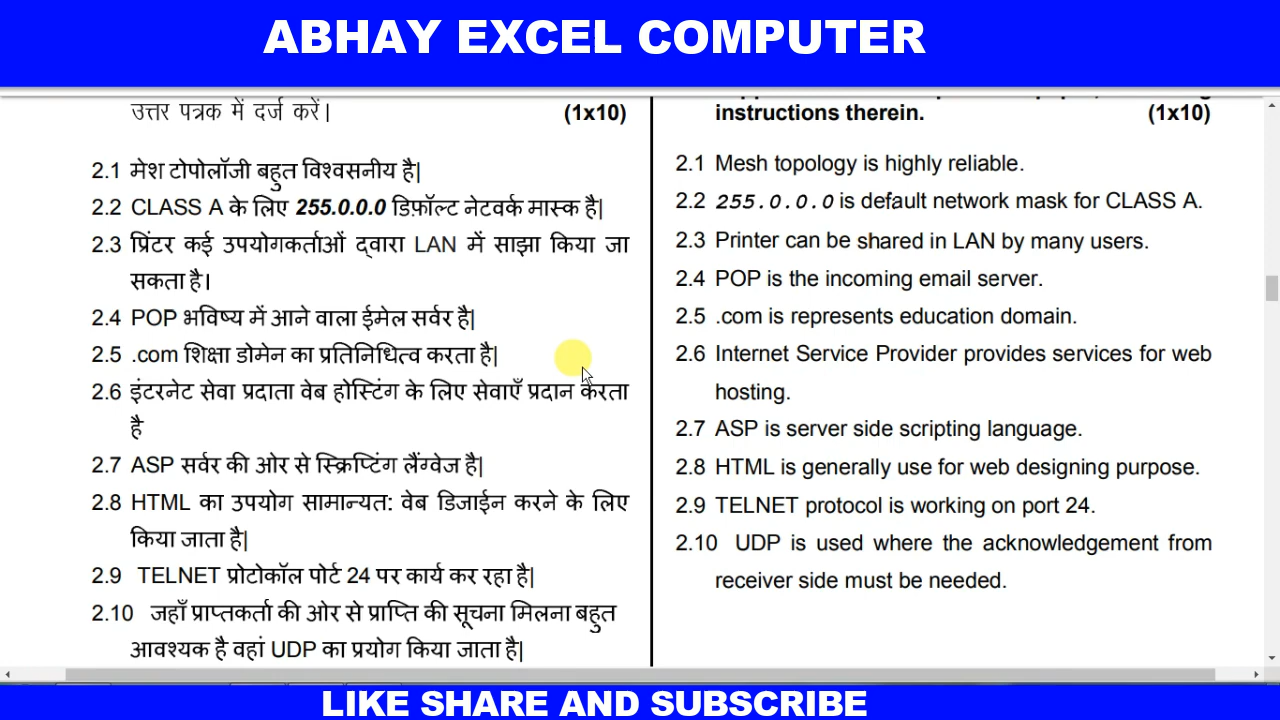 ABHAY EXCEL COMPUTER
उत्तर पत्रक में दर्ज करें। (1x10)
2.1 मेश टोपोलॉजी बहुत विश्वसनीय है|
2.2 CLASS A के लिए 255.0.0.0 डिफ़ॉल्ट नेटवर्क मास्क है|
2.3 प्रिंटर कई उपयोगकर्ताओं द्वारा LAN में साझा किया जा
सकता है।
2.4 POP भविष्य में आने वाला ईमेल सर्वर है|
2.5 .com शिक्षा डोमेन का प्रतिनिधित्व करता है|
2.6 इंटरनेट सेवा प्रदाता वेब होस्टिंग के लिए सेवाएँ प्रदान करता
है
2.7 ASP सर्वर की ओर से स्क्रिप्टिंग लैंग्वेज है|
2.8 HTML का उपयोग सामान्यत: वेब डिजाईन करने के लिए
किया जाता है|
2.9 TELNET प्रोटोकॉल पोर्ट 24 पर कार्य कर रहा है|
2.10 जहाँ प्राप्तकर्ता की ओर से प्राप्ति की सूचना मिलना बहुत
आवश्यक है वहां UDP का प्रयोग किया जाता है|
instructions therein. (1x10)
2.1 Mesh topology is highly reliable.
2.2 255.0.0.0 is default network mask for CLASS A.
2.3 Printer can be shared in LAN by many users.
2.4 POP is the incoming email server.
2.5 .com is represents education domain.
2.6 Internet Service Provider provides services for web
hosting.
2.7 ASP is server side scripting language.
2.8 HTML is generally use for web designing purpose.
2.9 TELNET protocol is working on port 24.
2.10 UDP is used where the acknowledgement from
receiver side must be needed.
LIKE SHARE AND SUBSCRIBE